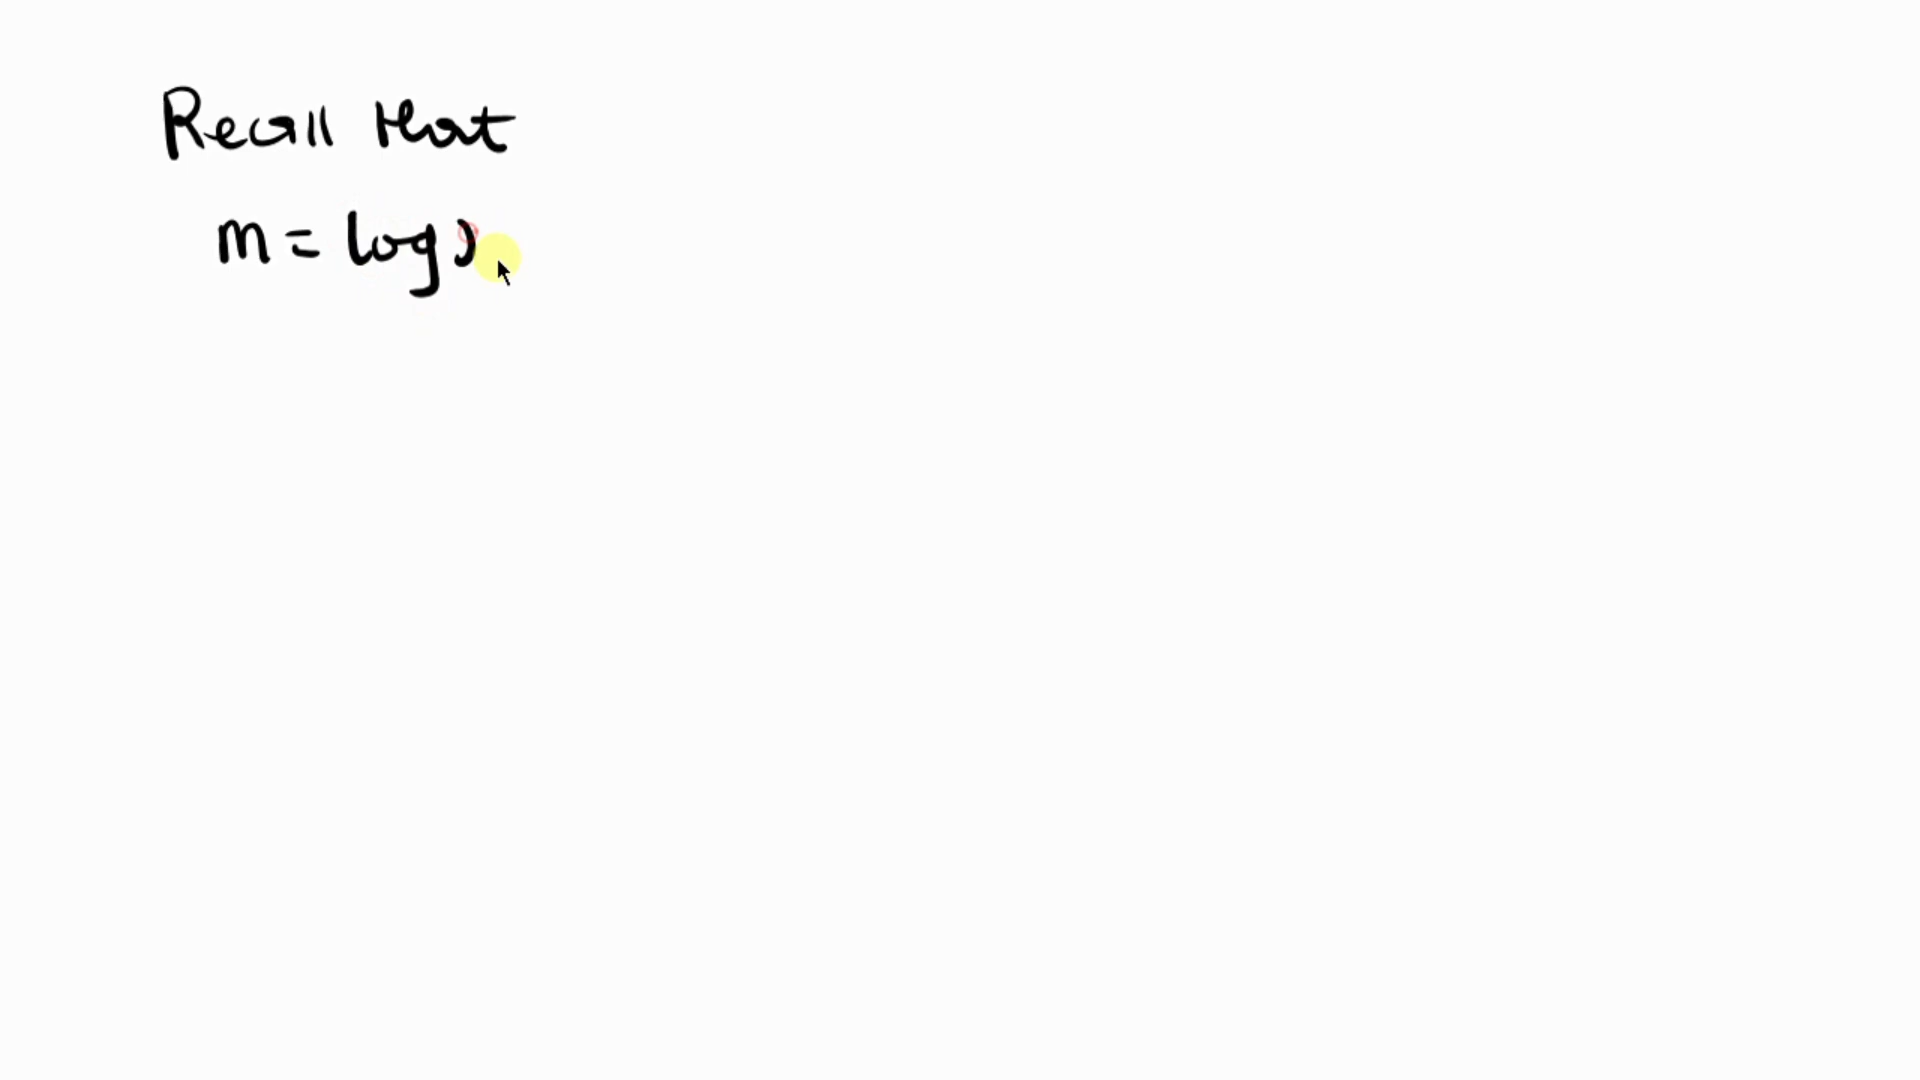 Recall that
m = log